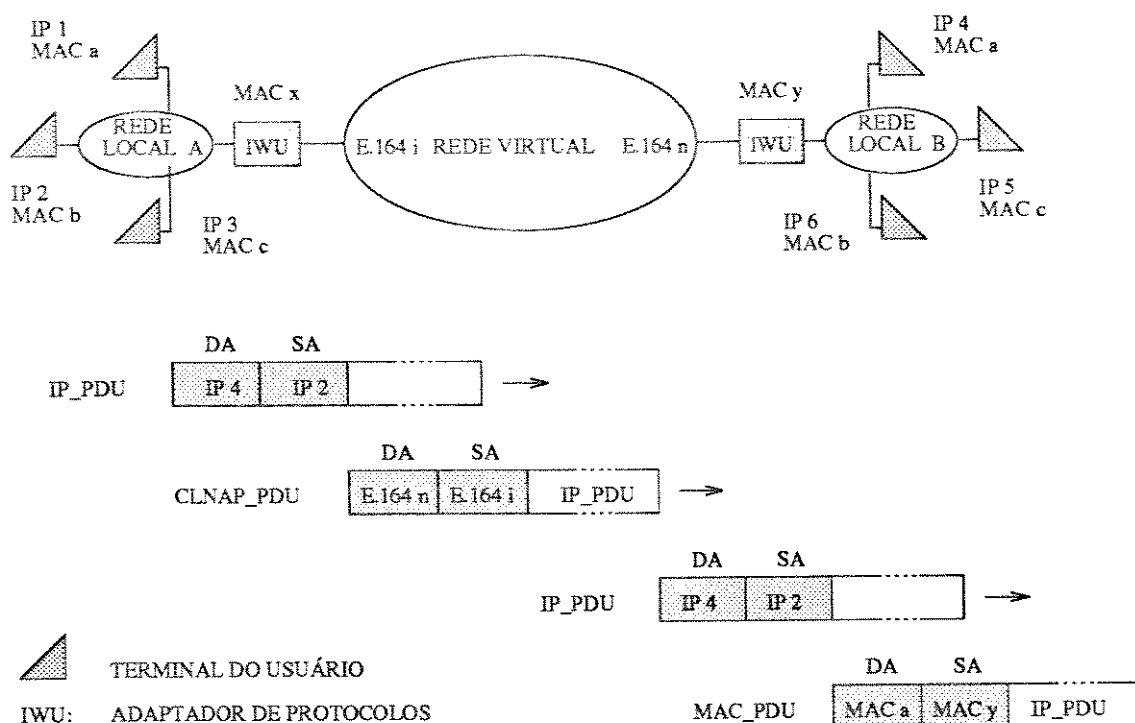 IP 1
MAC a
IP 4
MAC a
MAC x
MAC y
REDE
LOCAL A
IWU
E.164 i REDE VIRTUAL E.164 n
IWU
REDE
LOCAL B
IP 2
MAC b
IP 3
MAC c
IP 6
MAC b
IP 5
MAC c
DA SA
IP_PDU IP 4 IP 2
DA SA
CLNAP_PDU E.164 n E.164 i IP_PDU
DA SA
IP_PDU IP 4 IP 2
TERMINAL DO USUÁRIO
DA SA
IWU: ADAPTADOR DE PROTOCOLOS
MAC_PDU MAC a MAC y IP_PDU